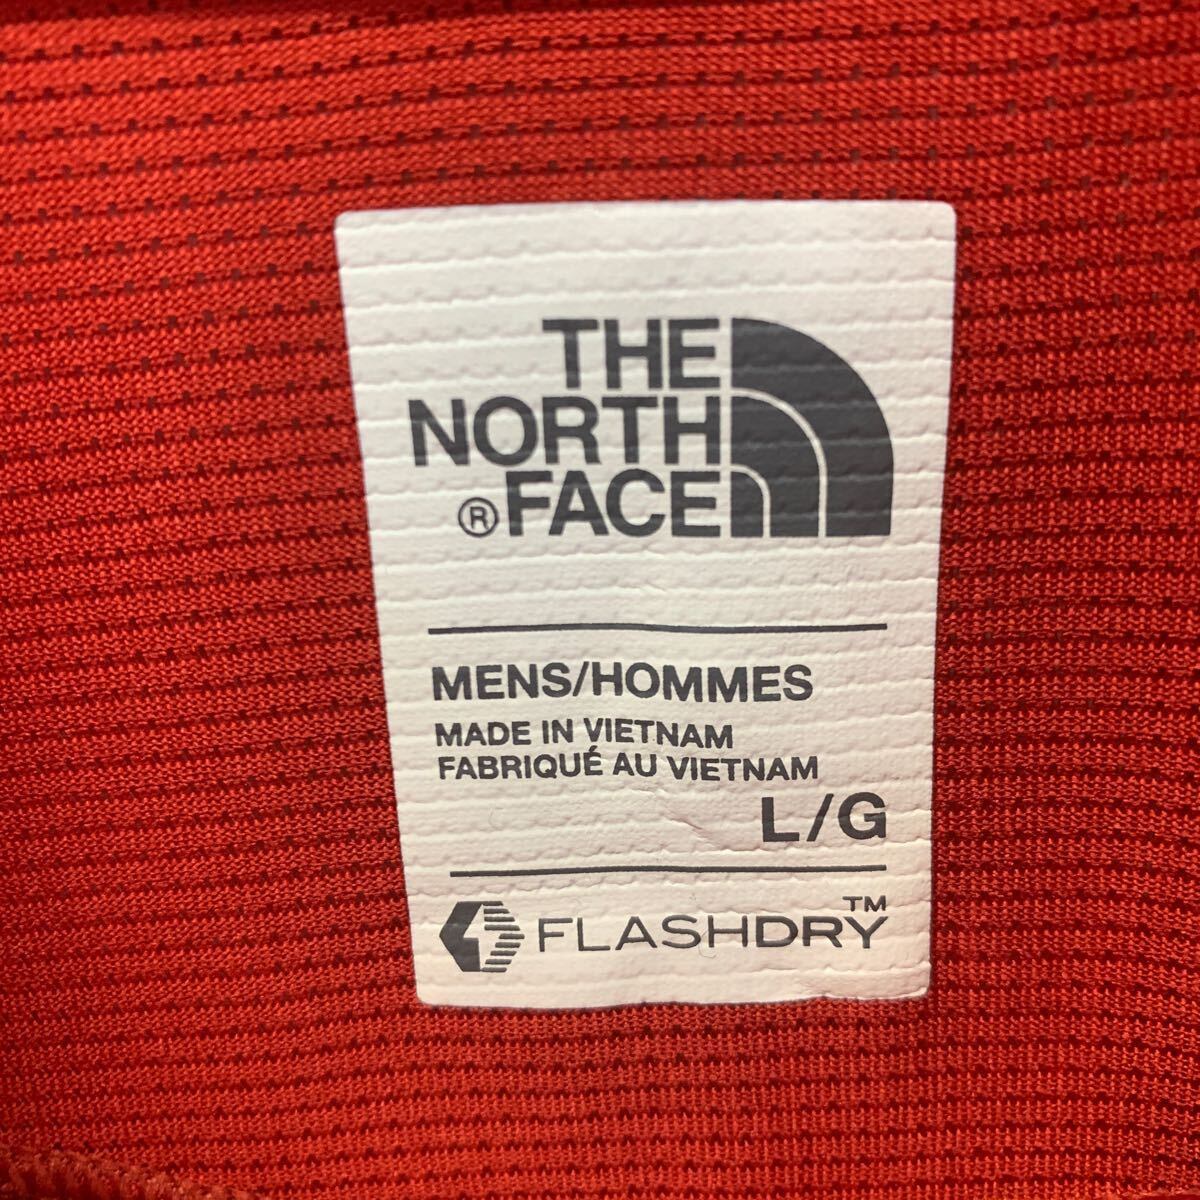 THE
NORTH
®FACE
MENS/HOMMES
MADE IN VIETNAM
FABRIQUÉ AU VIETNAM
L/G
FLASHDRY™